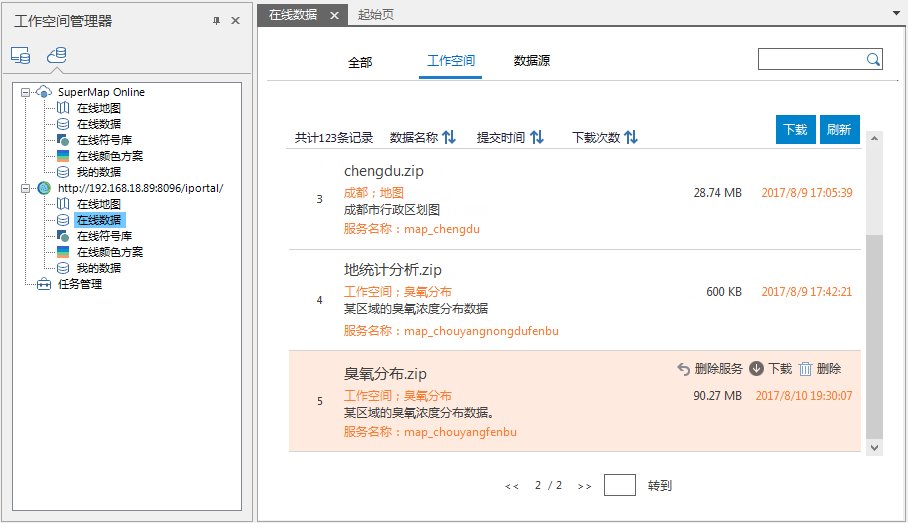 工作空间管理器
SuperMap Online
在线地图
在线数据
在线符号库
在线颜色方案
我的数据
http://192.168.18.89:8096/iportal/
在线地图
在线数据
在线符号库
在线颜色方案
我的数据
任务管理
在线数据 起始页
全部 工作空间 数据源
下载 刷新
共计123条记录 数据名称 提交时间 下载次数
chengdu.zip
成都；地图
3 28.74 MB 2017/8/9 17:05:39
成都市行政区划图
服务名称：map_chengdu
地统计分析.zip
工作空间；臭氧分布
4 600 KB 2017/8/9 17:42:21
某区域的臭氧浓度分布数据
服务名称：map_chouyangnongdufenbu
臭氧分布.zip 删除服务 下载 删除
工作空间；臭氧分布
5 90.27 MB 2017/8/10 19:30:07
某区域的臭氧浓度分布数据。
服务名称：map_chouyangfenbu
<< 2 / 2 >> 转到